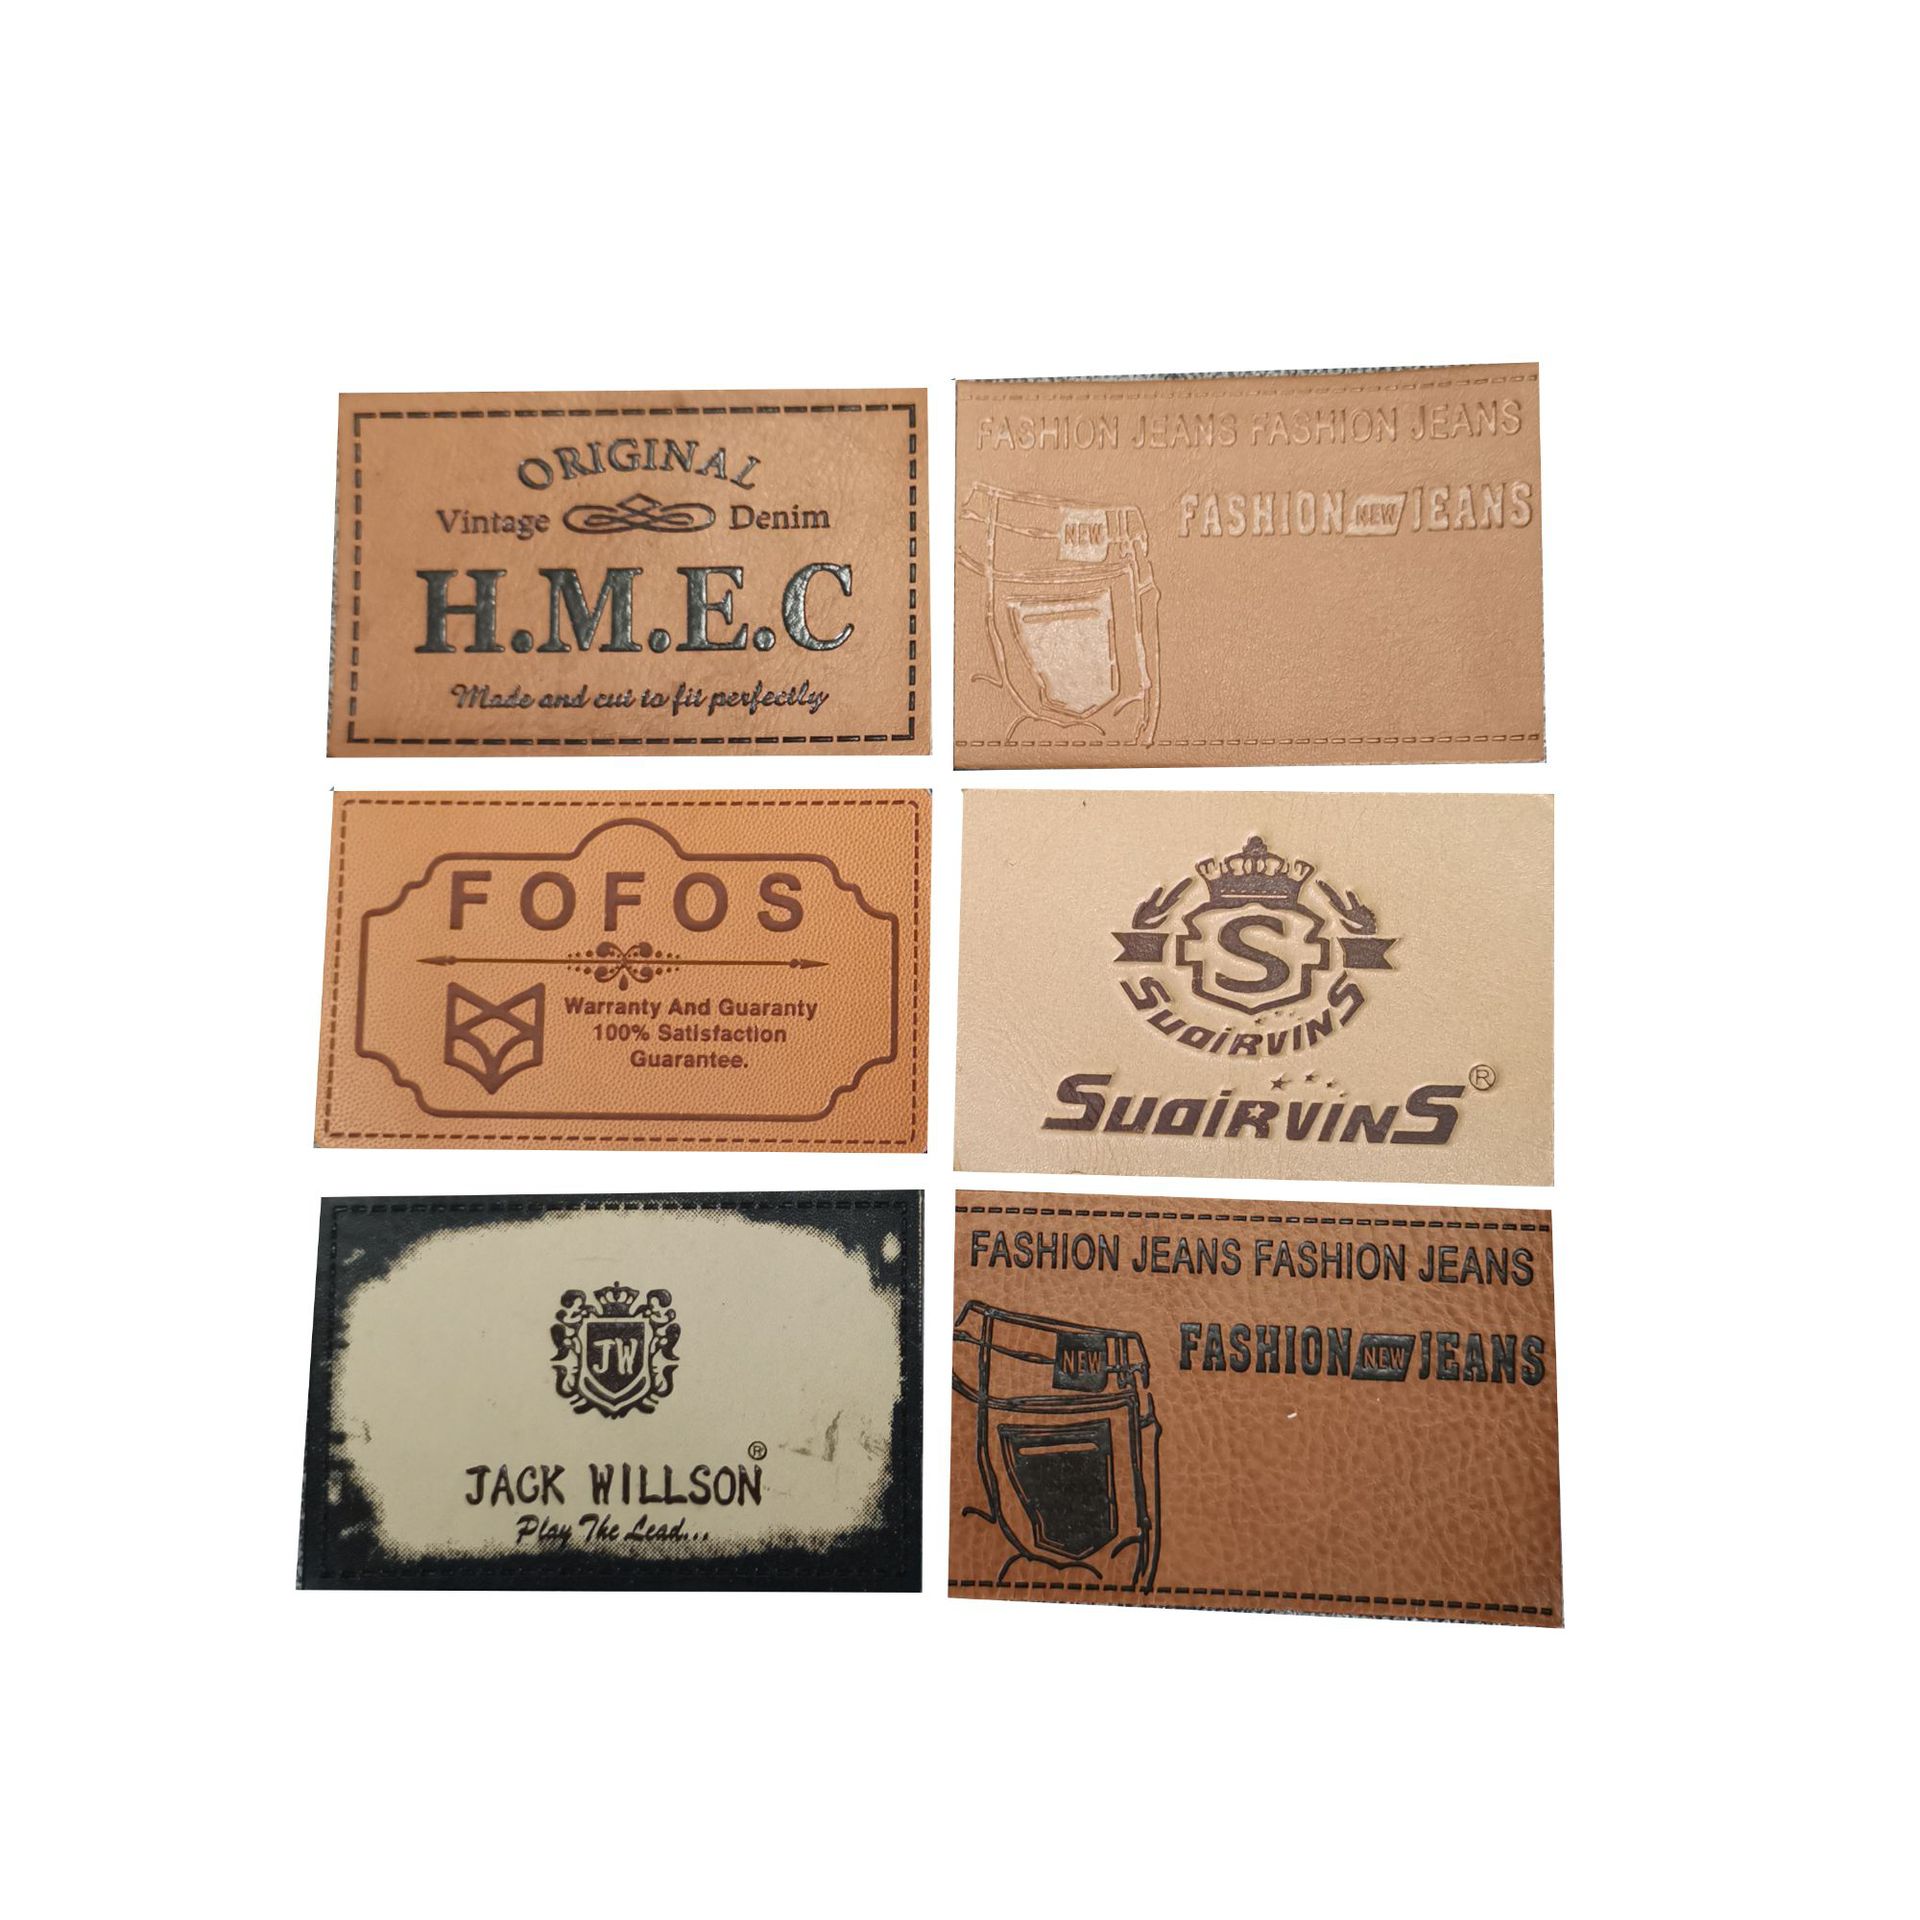 ORIGINAL
Vintage Denim
H.M.E.C
Made and cut to fit perfectly
FASHION JEANS FASHION JEANS
FASHION NEW JEANS
NEW
FOFOS
Warranty And Guaranty
100% Satisfaction
Guarantee.
S
SuaiRvinS
SuaiRvinS®
JW
JACK WILLSON®
Play The Lead...
FASHION JEANS FASHION JEANS
FASHION NEW JEANS
NEW